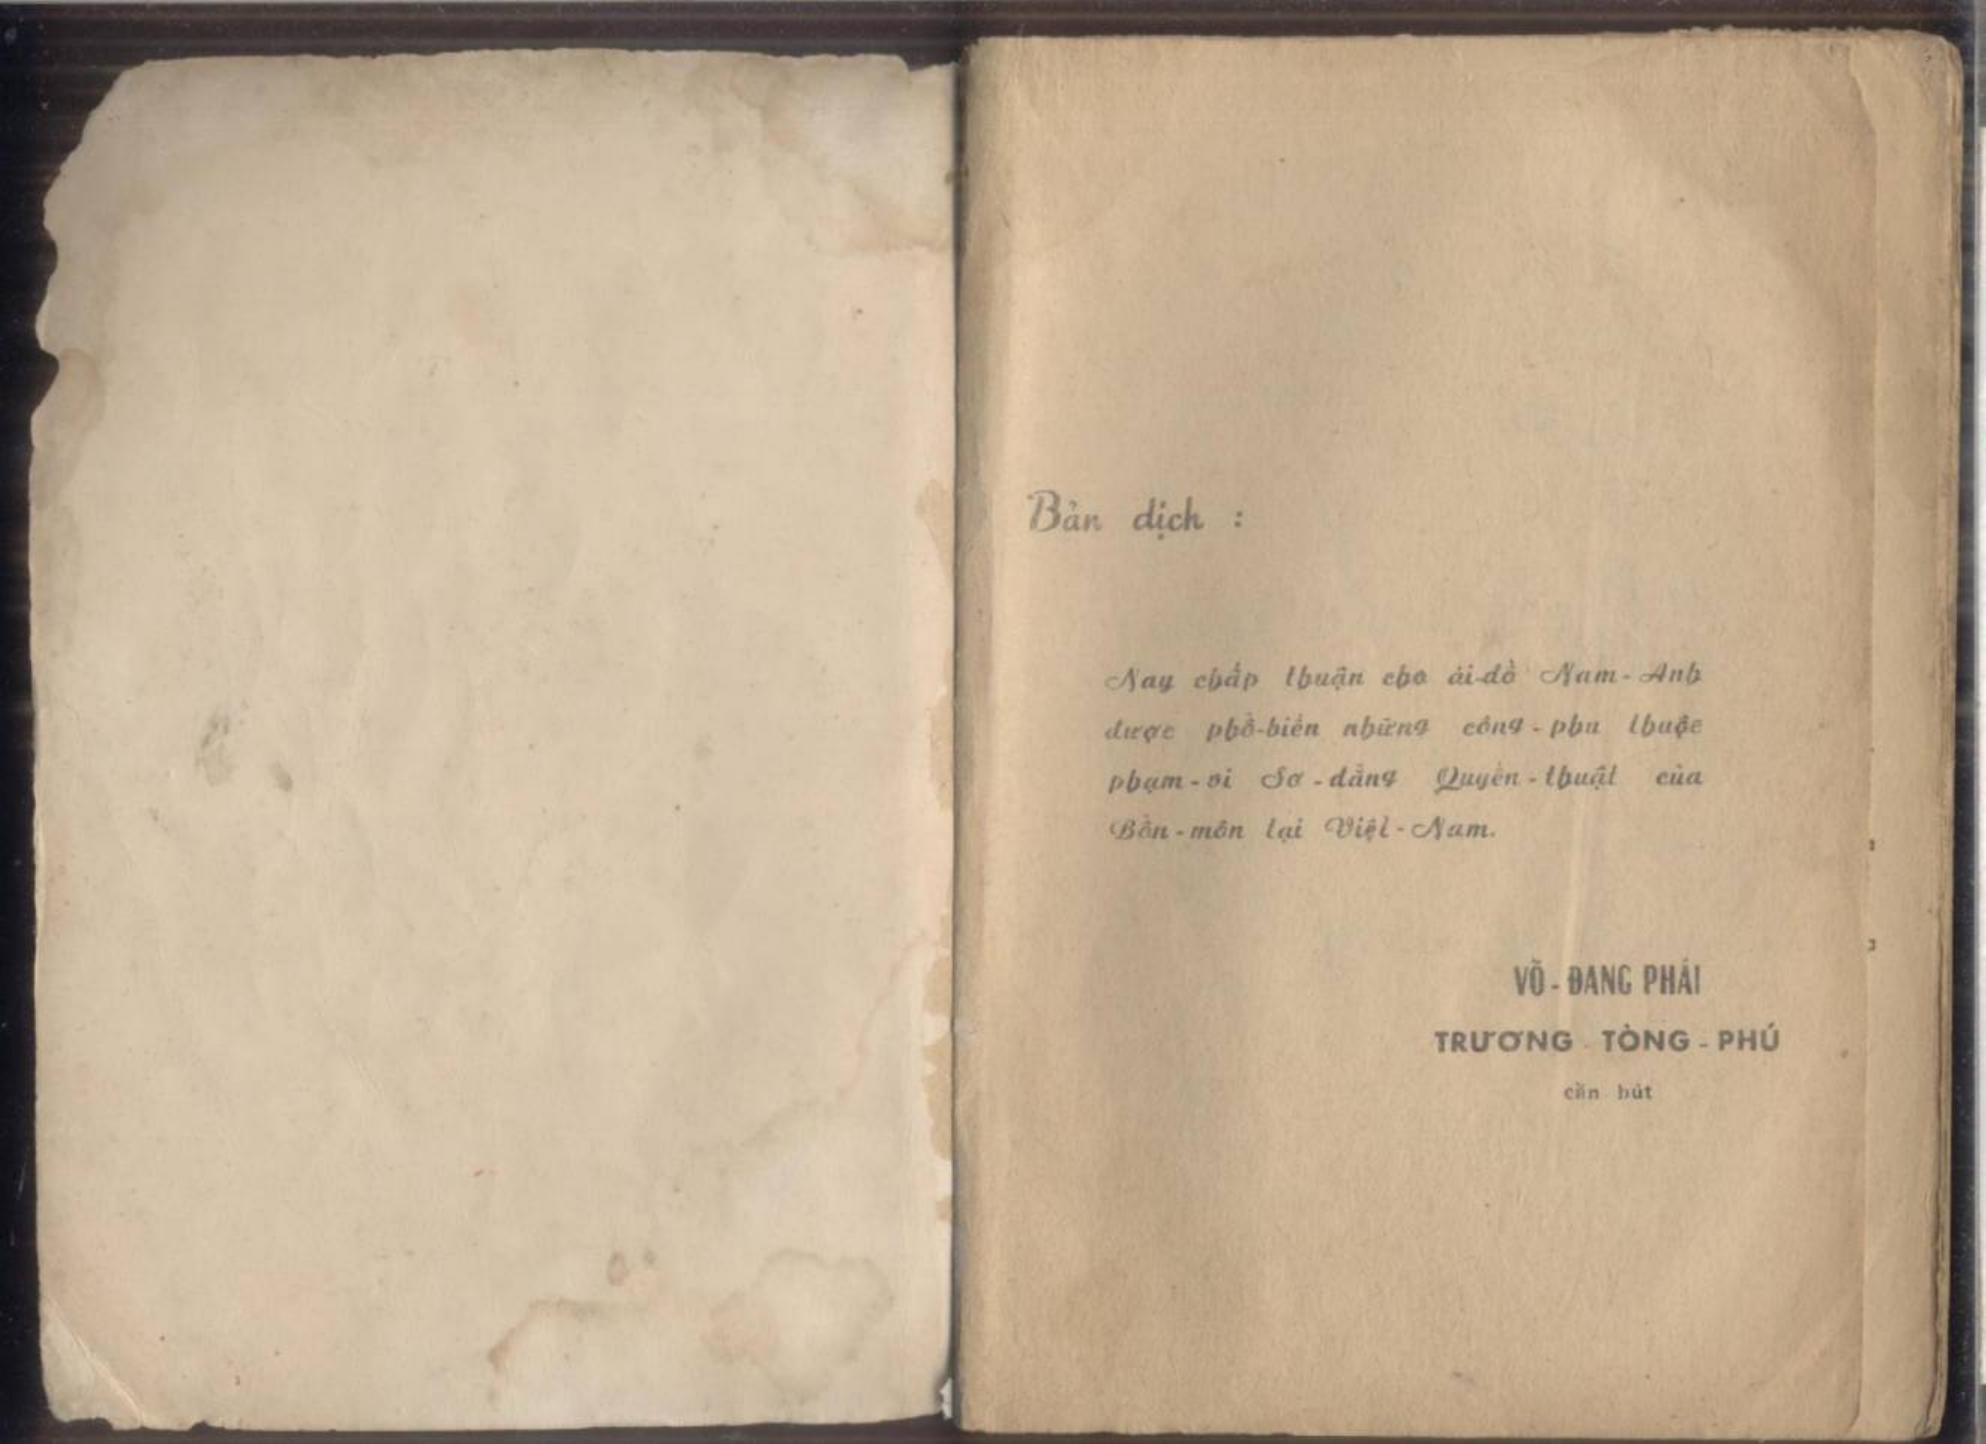 Bản dịch :
Nay chấp thuận cho ái-đồ Nam-Anh
được phổ-biến những công-phu thuộc
phạm-vi Sơ-đẳng Quyền-thuật của
Bổn-môn tại Việt-Nam.
VÕ-ĐANG PHÁI
TRƯƠNG TÒNG-PHÚ
cẩn bút